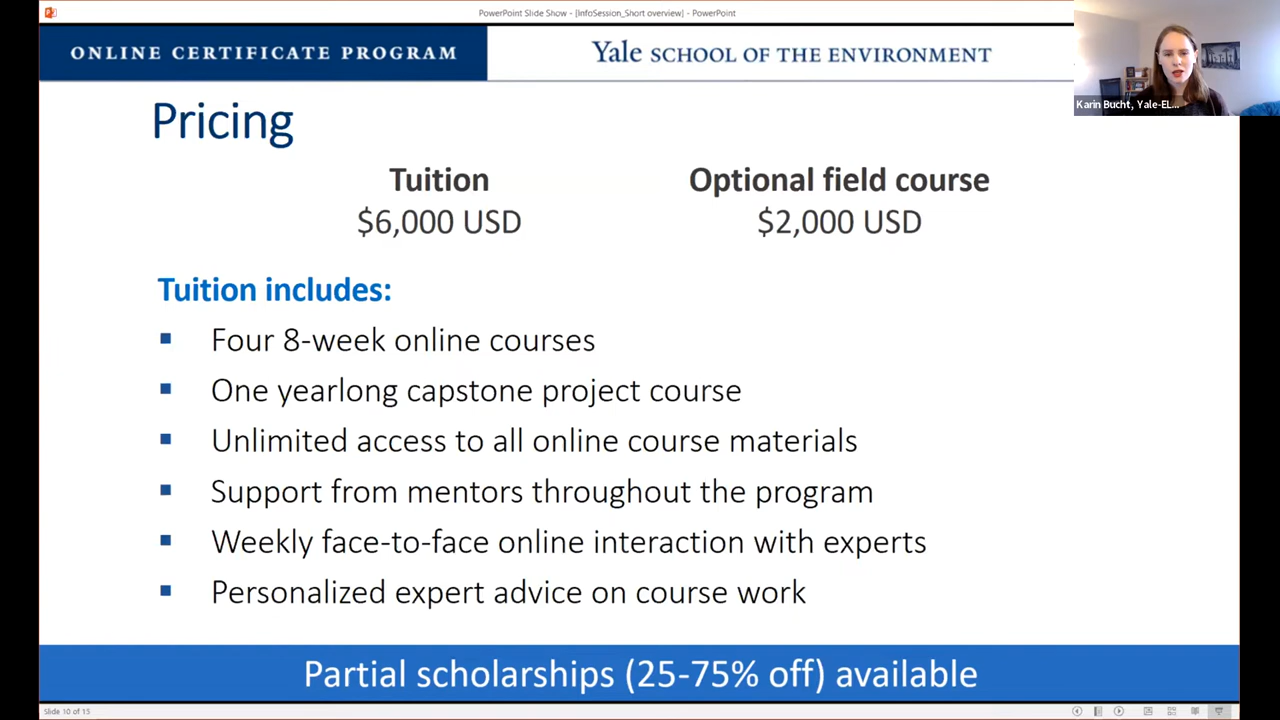 PowerPoint Slide Show - [InfoSession_Short overview] - PowerPoint
ONLINE CERTIFICATE PROGRAM
Yale SCHOOL OF THE ENVIRONMENT
Karin Bucht, Yale-EL...
Pricing
Tuition
$6,000 USD
Optional field course
$2,000 USD
Tuition includes:
Four 8-week online courses
One yearlong capstone project course
Unlimited access to all online course materials
Support from mentors throughout the program
Weekly face-to-face online interaction with experts
Personalized expert advice on course work
Partial scholarships (25-75% off) available
Slide 10 of 15